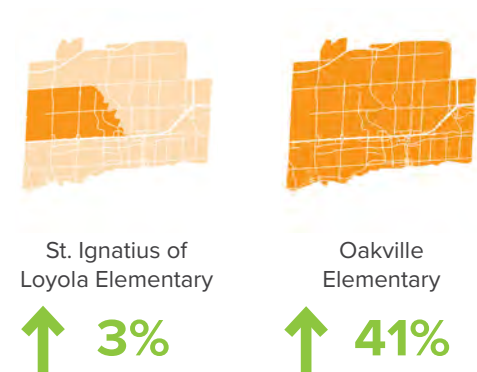 St. Ignatius of
Loyola Elementary
3%
Oakville
Elementary
41%